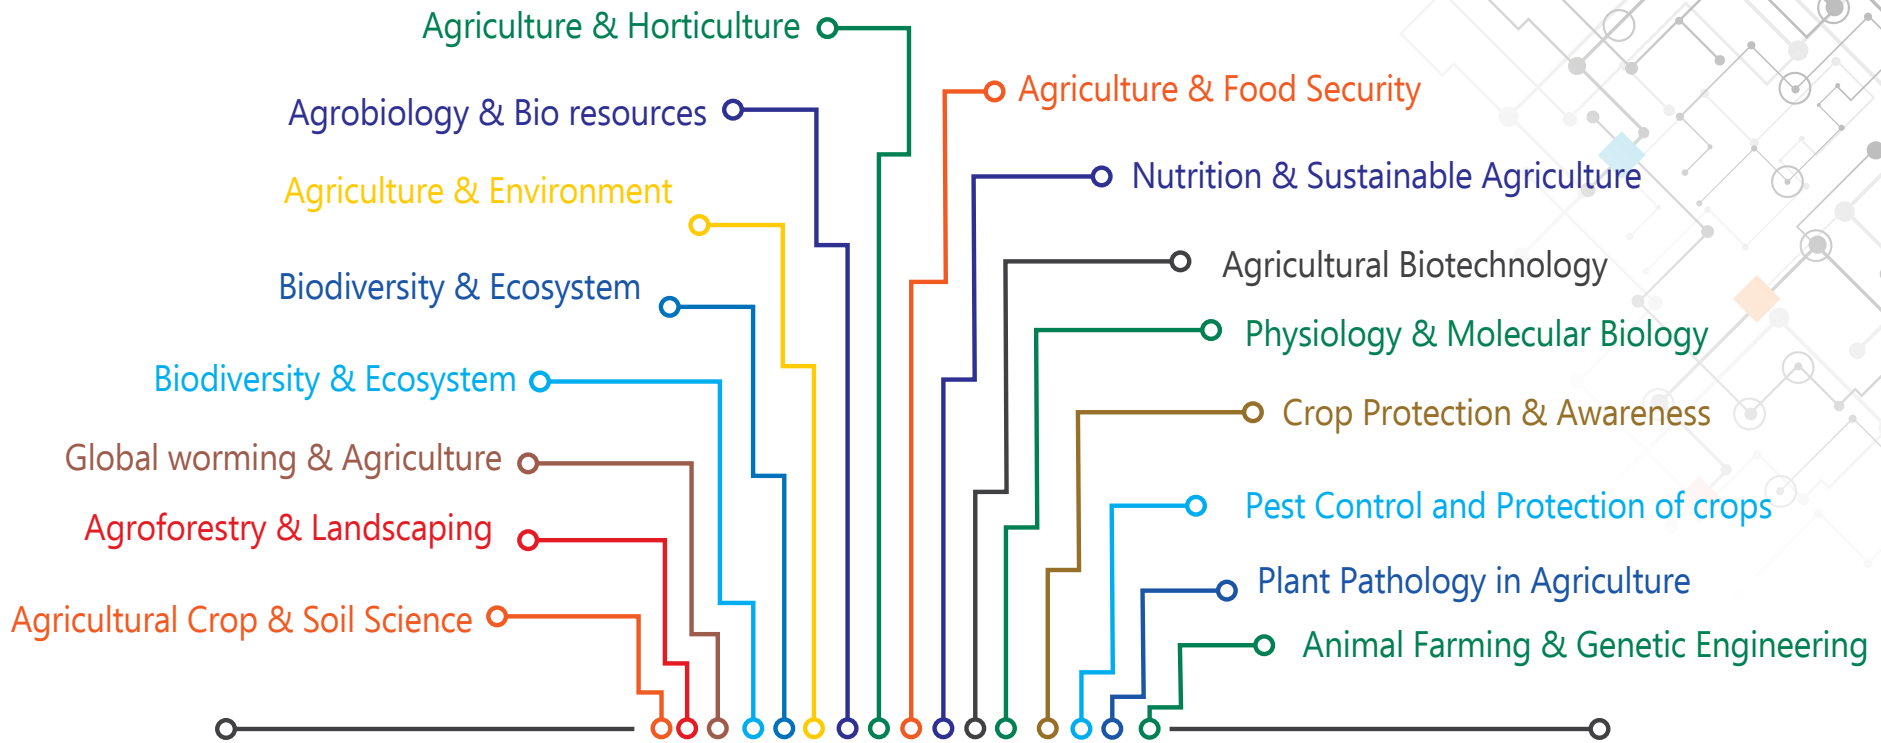 Agriculture & Horticulture
Agrobiology & Bio resources
Agriculture & Environment
Biodiversity & Ecosystem
Biodiversity & Ecosystem
Global worming & Agriculture
Agroforestry & Landscaping
Agricultural Crop & Soil Science
Agriculture & Food Security
Nutrition & Sustainable Agriculture
Agricultural Biotechnology
Physiology & Molecular Biology
Crop Protection & Awareness
Pest Control and Protection of crops
Plant Pathology in Agriculture
Animal Farming & Genetic Engineering